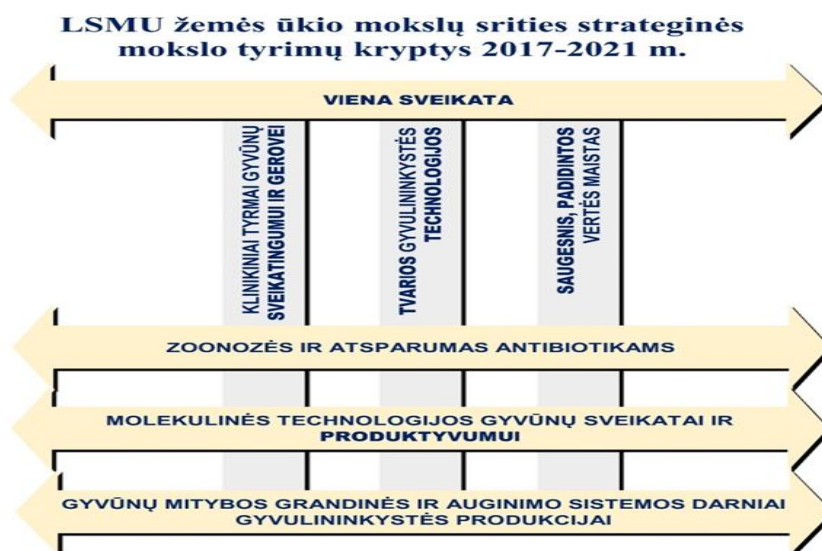 LSMU žemės ūkio mokslų srities strateginės
mokslo tyrimų kryptys 2017-2021 m.
VIENA SVEIKATA
KLINIKINIAI TYRMAI GYVŪNŲ
SVEIKATINGUMUI IR GEROVEI
TVARIOS GYVULININKYSTĖS
TECHNOLOGIJOS
SAUGESNIS, PADIDINTOS
VERTĖS MAISTAS
ZOONOZĖS IR ATSPARUMAS ANTIBIOTIKAMS
MOLEKULINĖS TECHNOLOGIJOS GYVŪNŲ SVEIKATAI IR
PRODUKTYVUMUI
GYVŪNŲ MITYBOS GRANDINĖS IR AUGINIMO SISTEMOS DARNIAI
GYVULININKYSTĖS PRODUKCIJAI